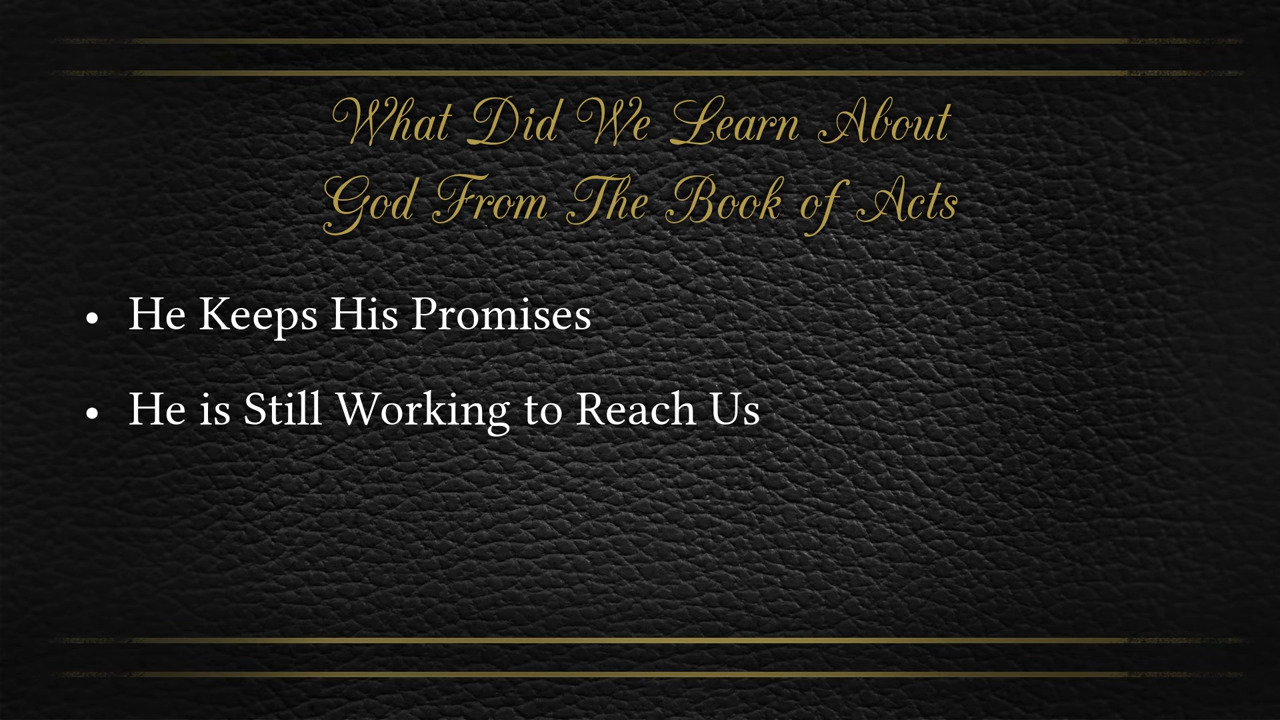 What Did We Learn About
God From The Book of Acts
• He Keeps His Promises
• He is Still Working to Reach Us